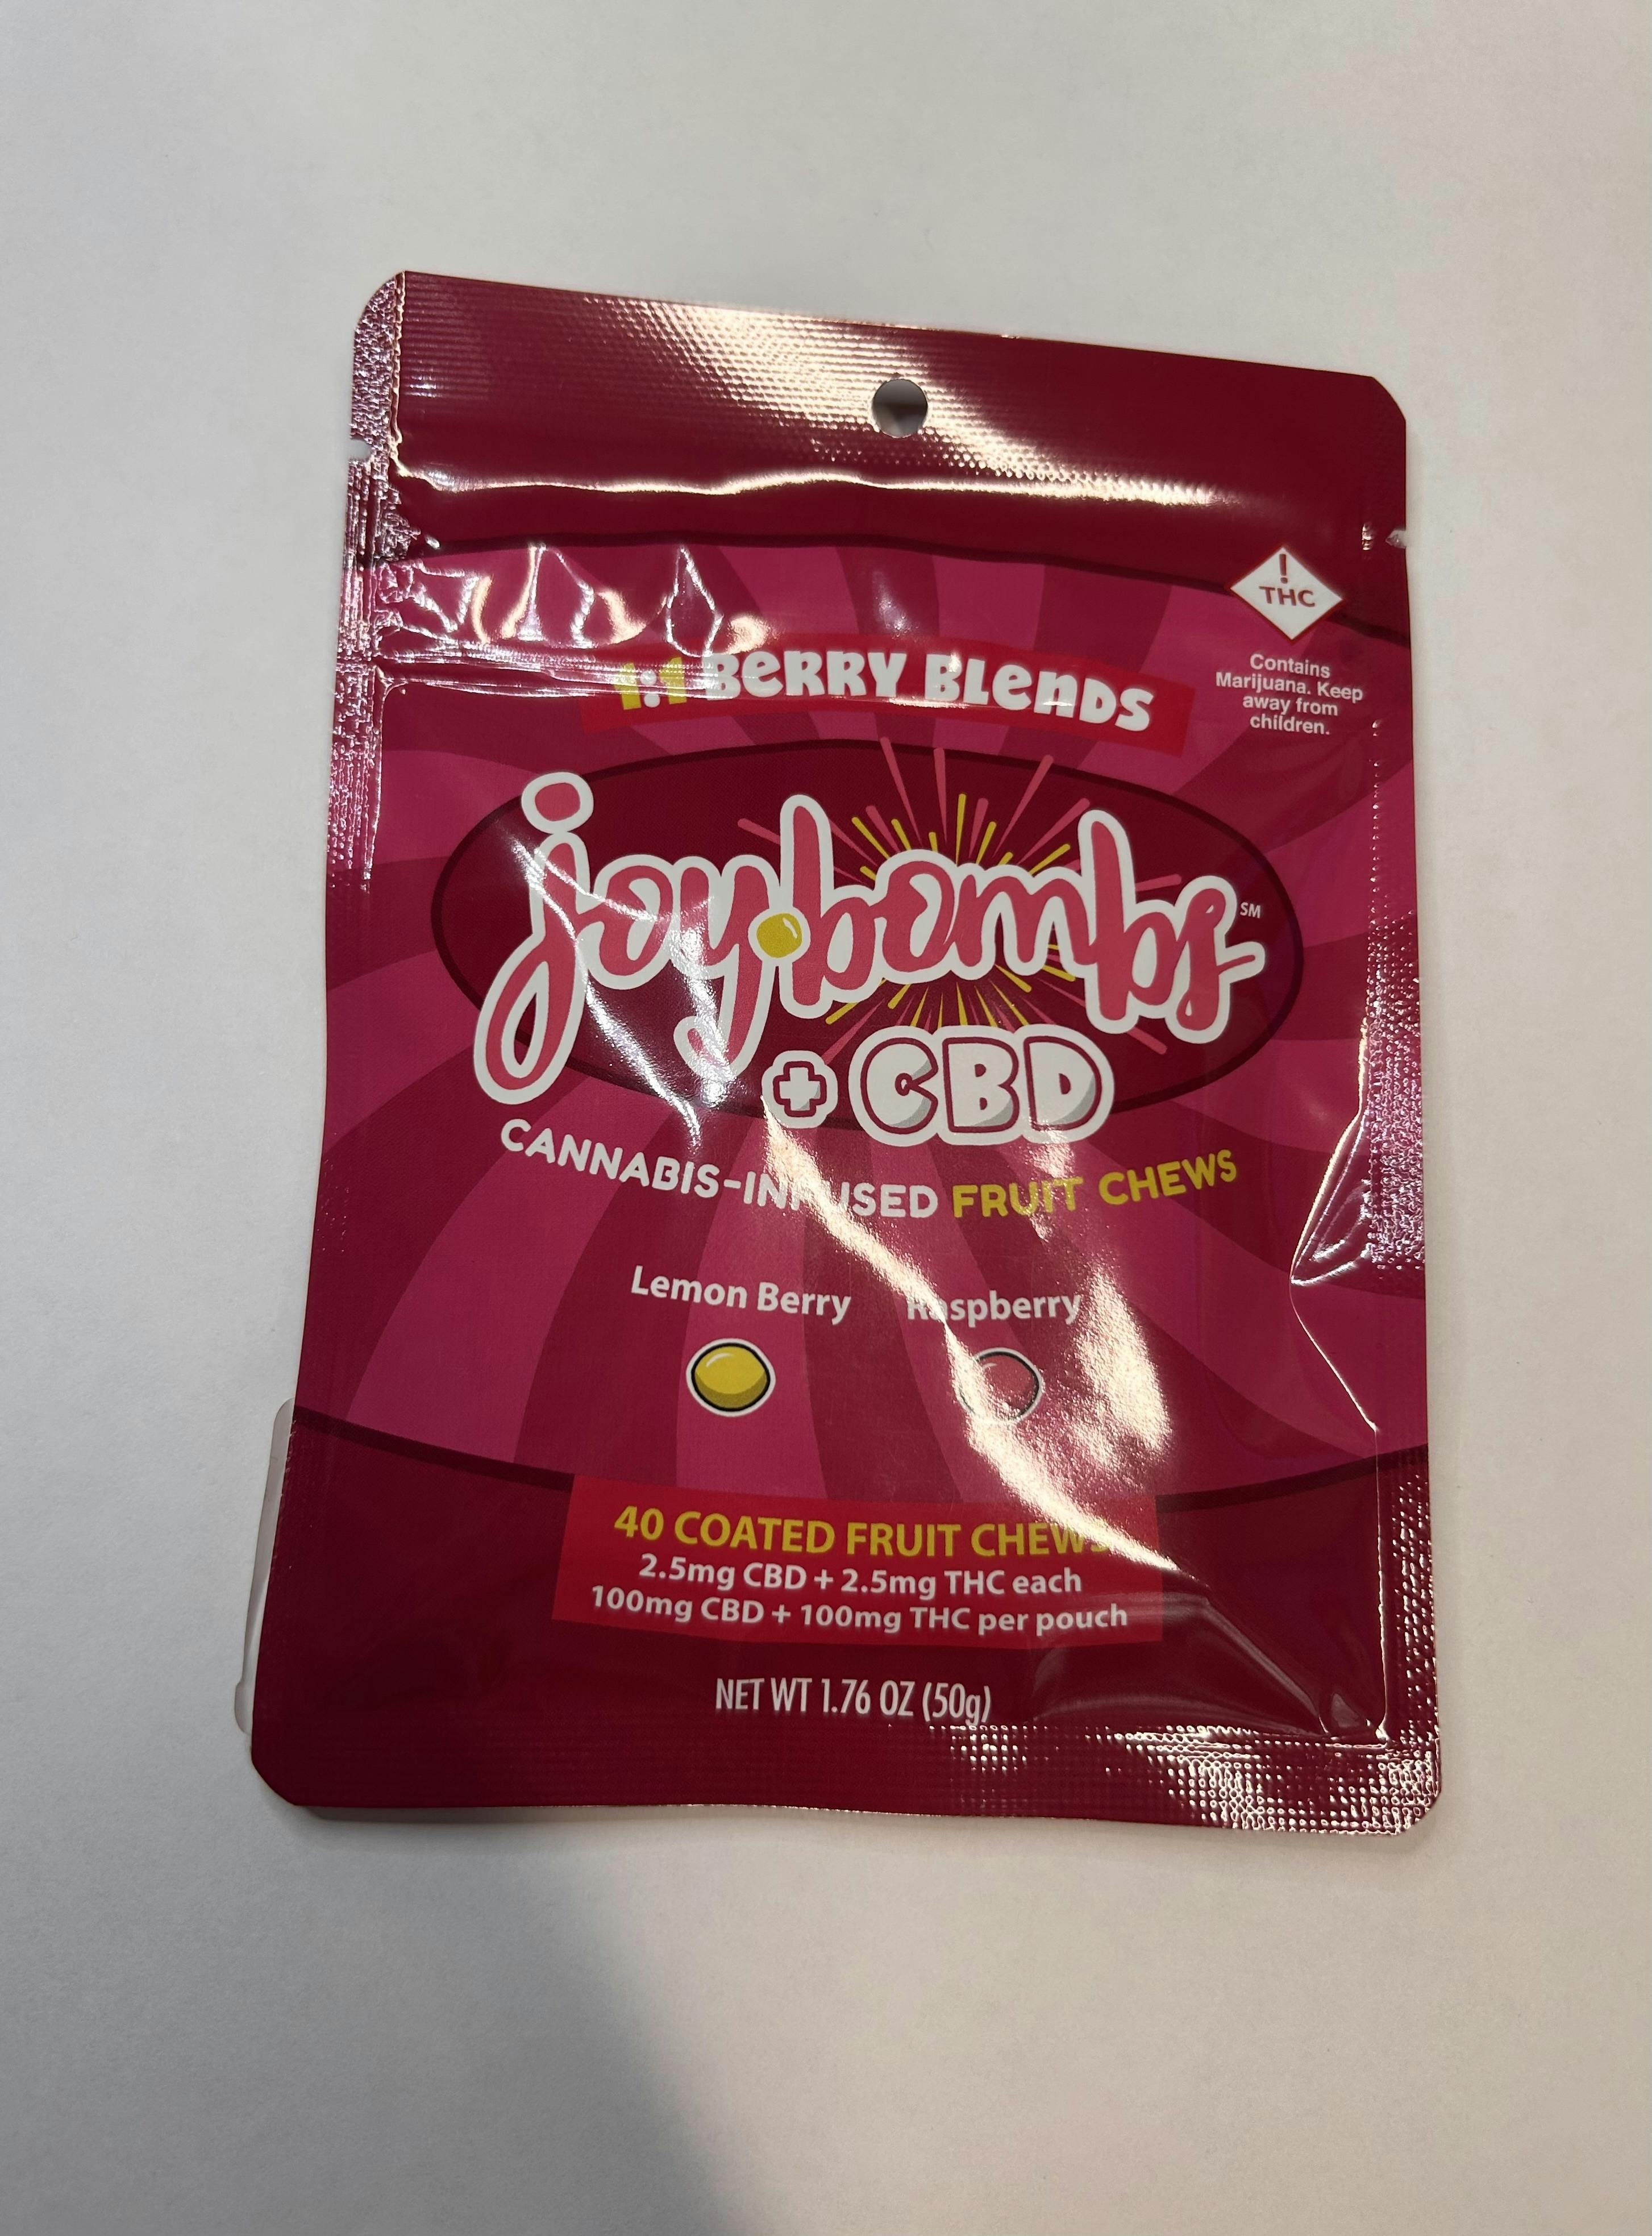 !
THC
Contains
Marijuana. Keep
away from
children.
1:1 BERRY BLENDS
joy·bombs SM
+ CBD
CANNABIS-INFUSED FRUIT CHEWS
Lemon Berry Raspberry
40 COATED FRUIT CHEWS
2.5mg CBD + 2.5mg THC each
100mg CBD + 100mg THC per pouch
NET WT 1.76 OZ (50g)